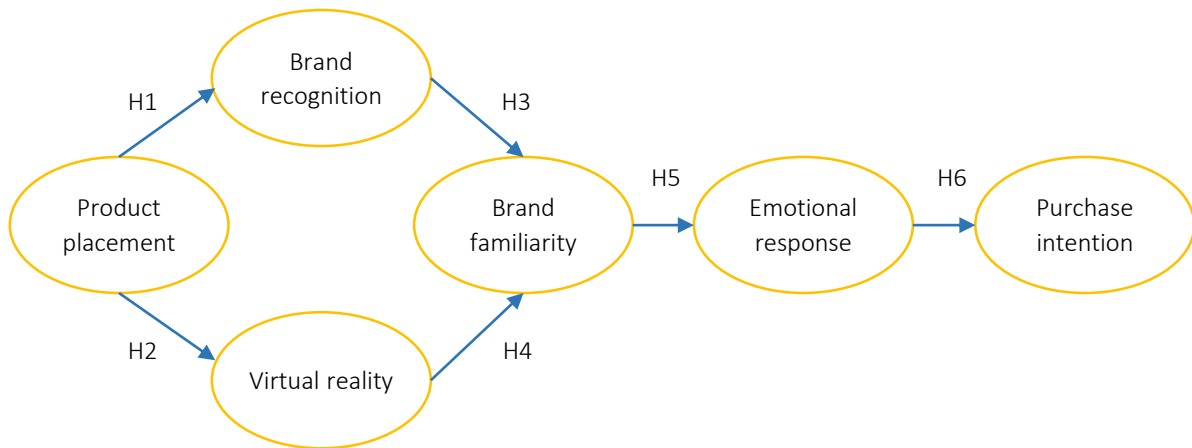 Brand
recognition
H1
H3
Product
placement
Brand
familiarity
H5
Emotional
response
H6
Purchase
intention
H2
H4
Virtual reality